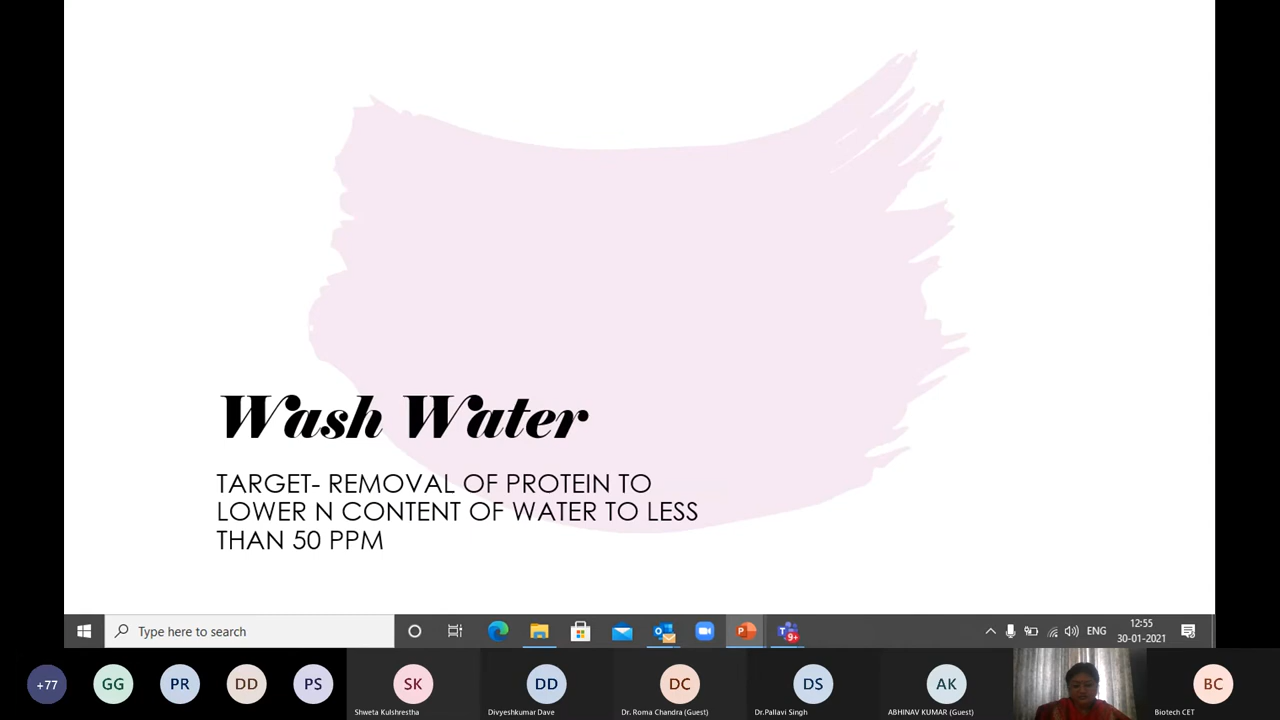 Wash Water
TARGET- REMOVAL OF PROTEIN TO
LOWER N CONTENT OF WATER TO LESS
THAN 50 PPM
Type here to search
9+
ENG
12:55
30-01-2021
+77
GG
PR
DD
PS
SK
Shweta Kulshrestha
DD
Divyeshkumar Dave
DC
Dr. Roma Chandra (Guest)
DS
Dr.Pallavi Singh
AK
ABHINAV KUMAR (Guest)
BC
Biotech CET